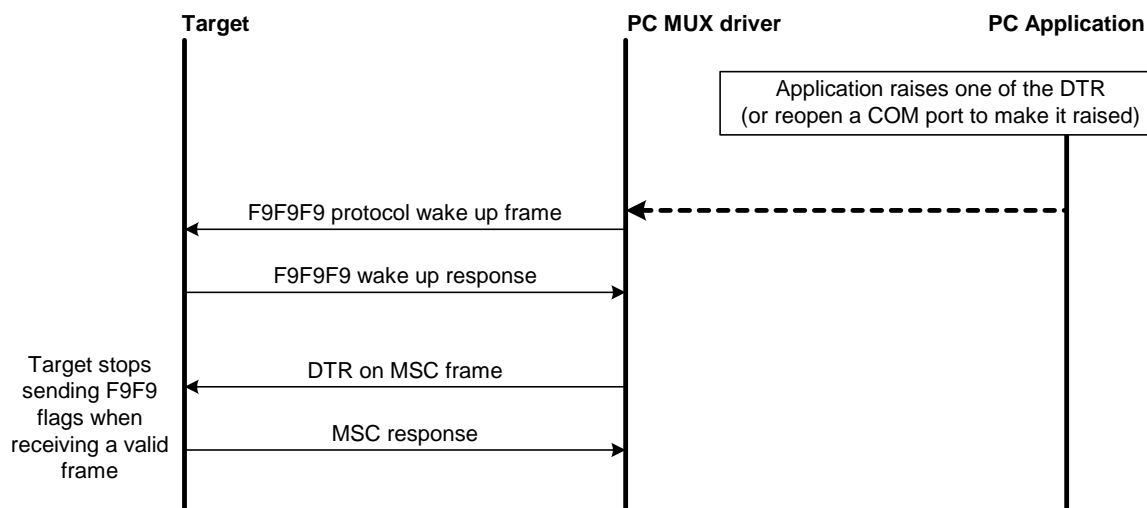 Target
PC MUX driver
PC Application
Application raises one of the DTR
(or reopen a COM port to make it raised)
F9F9F9 protocol wake up frame
F9F9F9 wake up response
DTR on MSC frame
Target stops
sending F9F9
flags when
receiving a valid
frame
MSC response